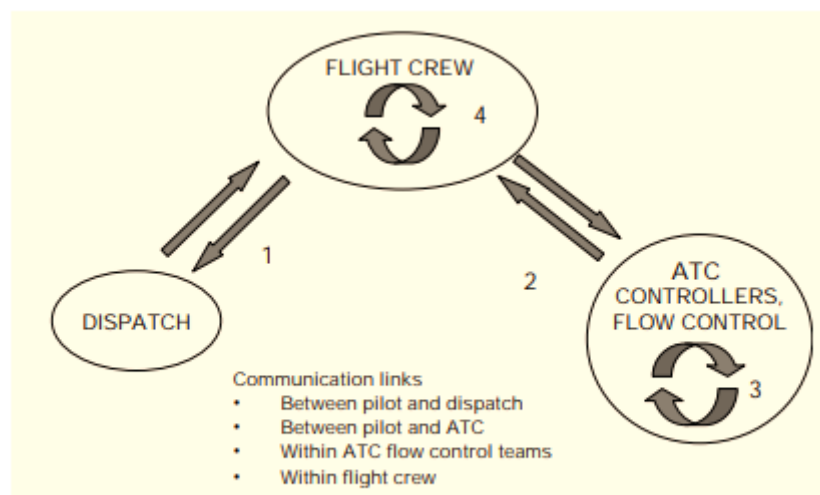 FLIGHT CREW
4
1
2
DISPATCH
ATC
CONTROLLERS,
FLOW CONTROL
3
Communication links
• Between pilot and dispatch
• Between pilot and ATC
• Within ATC flow control teams
• Within flight crew